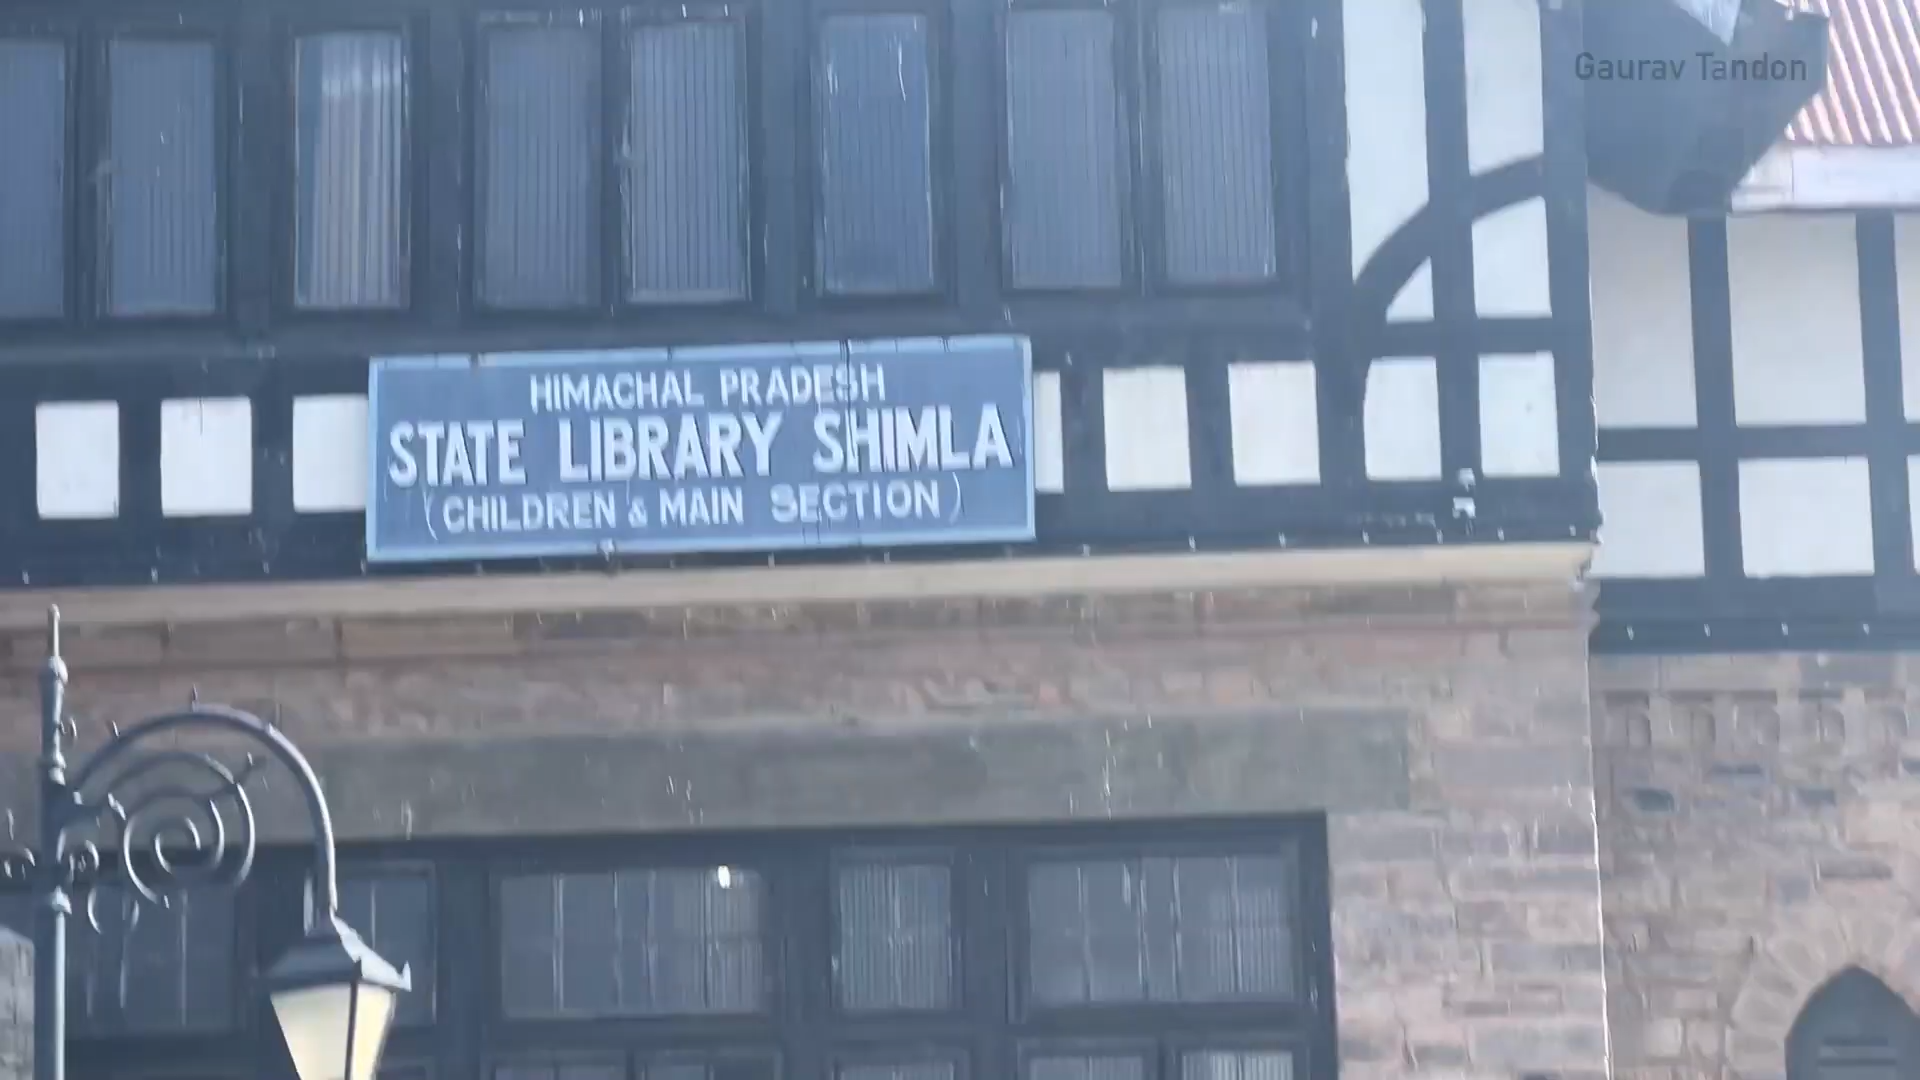 Gaurav Tandon
HIMACHAL PRADESH
STATE LIBRARY SHIMLA
(CHILDREN & MAIN SECTION)